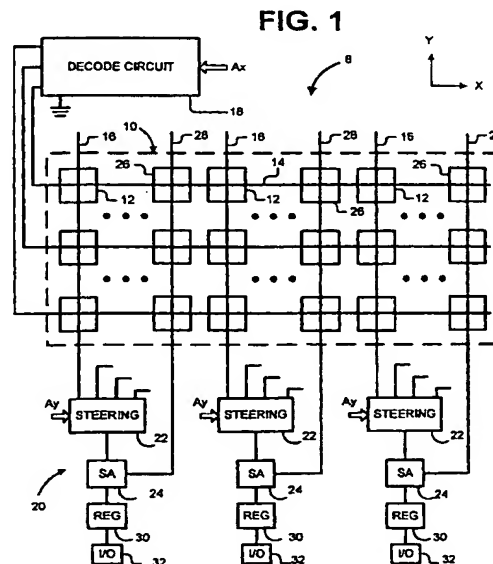 FIG. 1
Y
X
DECODE CIRCUIT
Ax
18
8
16
10
28
16
28
16
26
14
26
12
12
26
12
Ay
STEERING
22
Ay
STEERING
22
Ay
STEERING
22
20
SA
24
SA
24
SA
24
REG
30
REG
30
REG
30
I/O
32
I/O
32
I/O
32